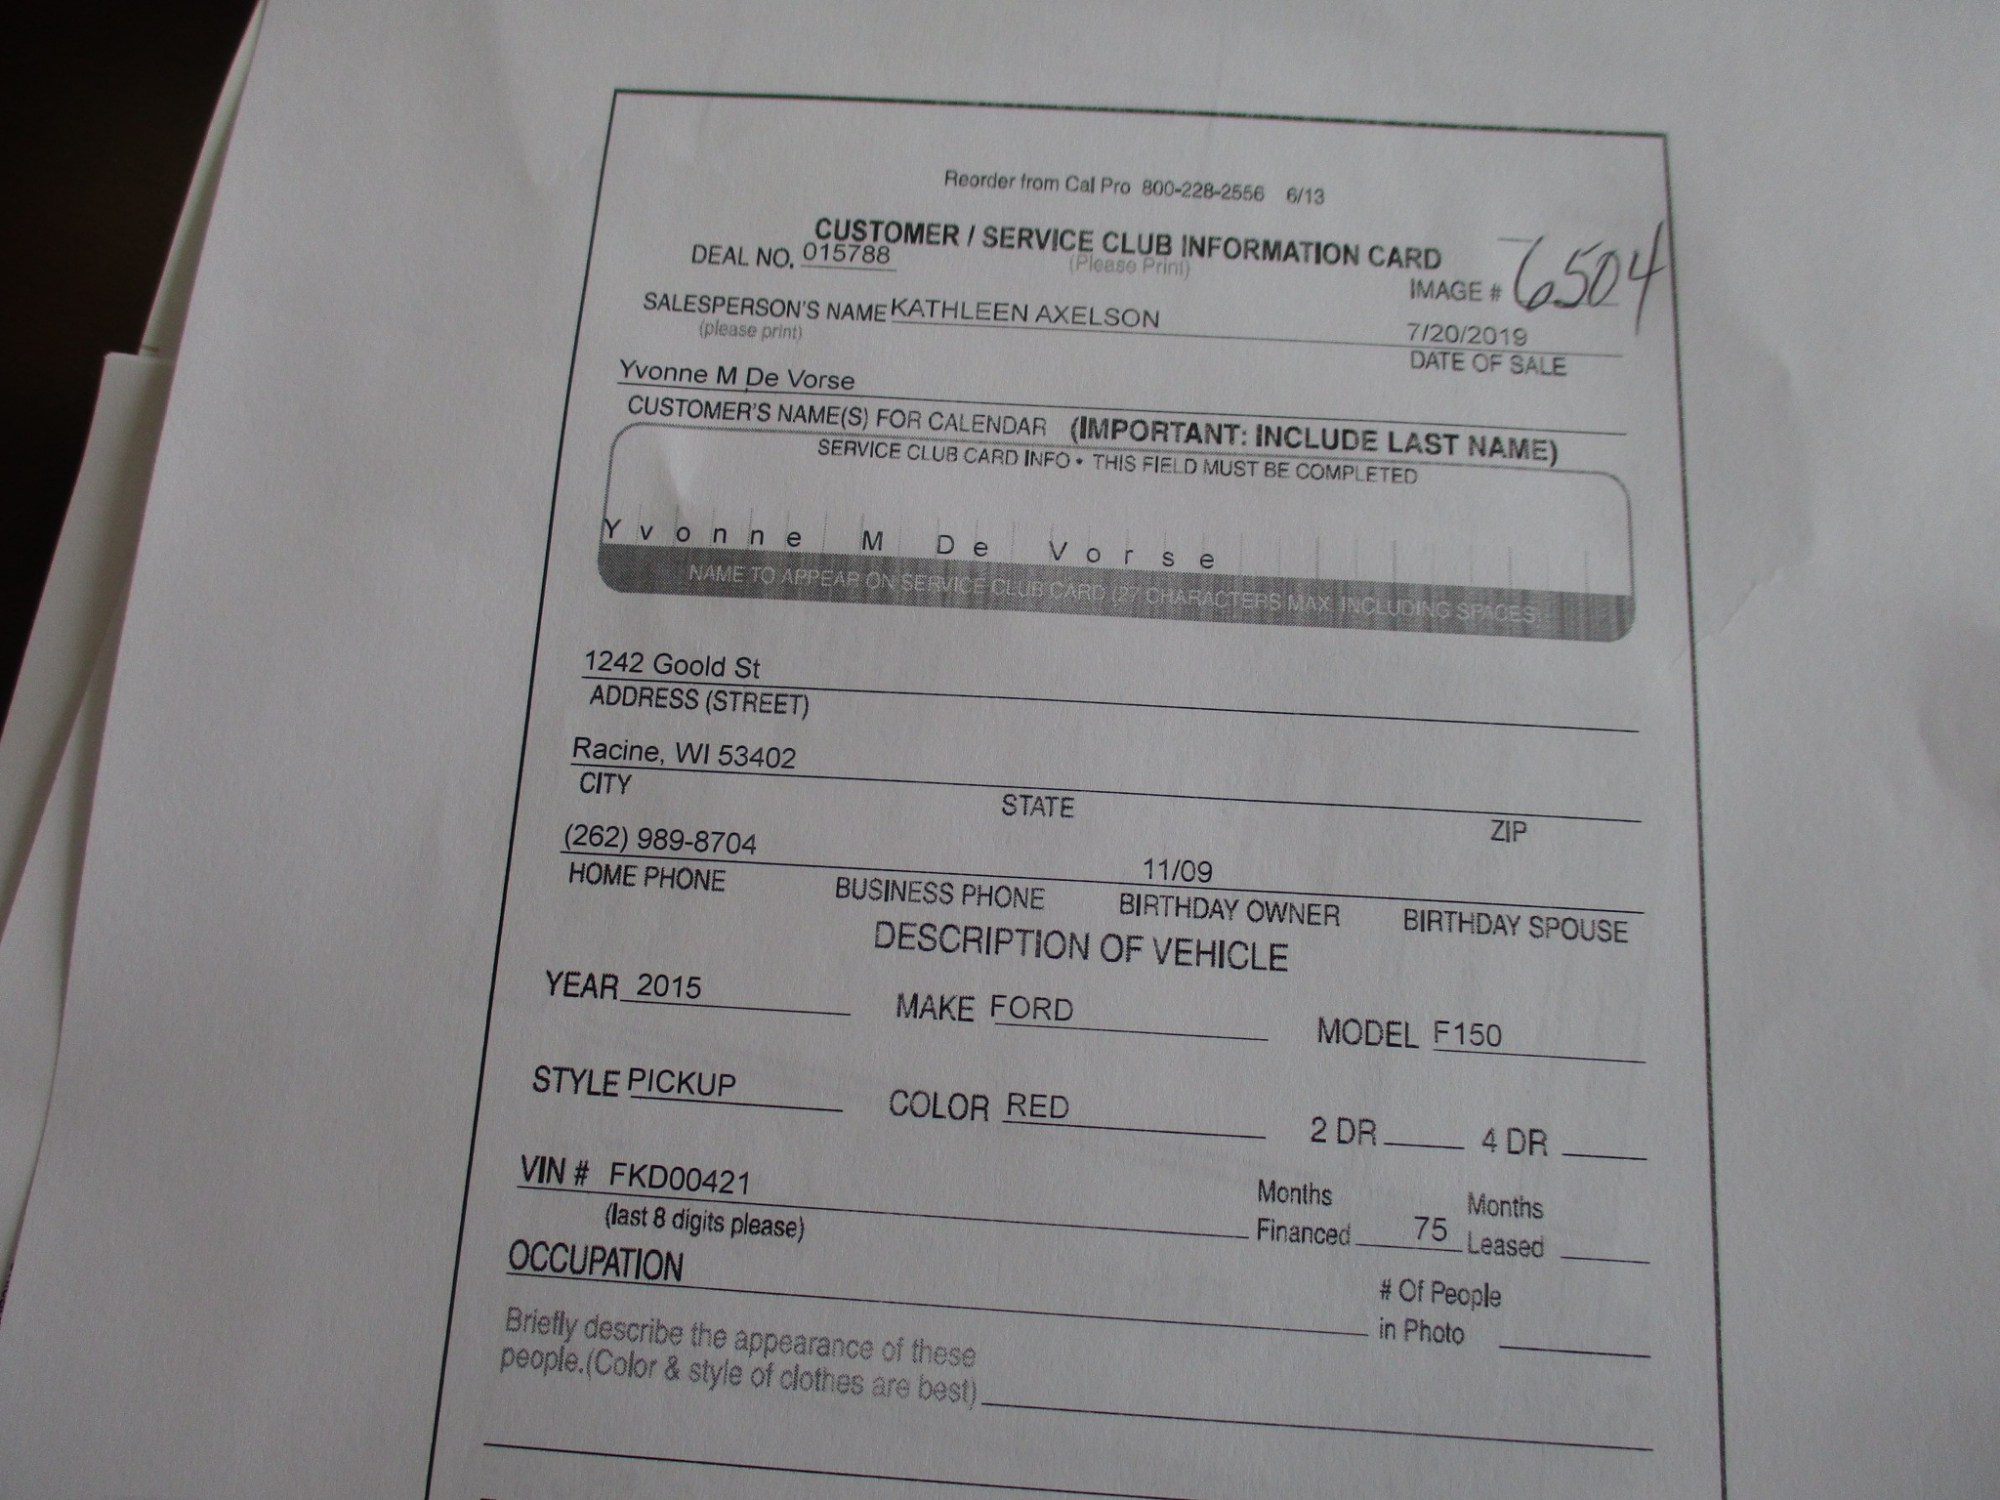 Reorder from Cal Pro 800-228-2556 6/13
CUSTOMER / SERVICE CLUB INFORMATION CARD
DEAL NO. 015788 (Please Print)
IMAGE # 6504
SALESPERSON'S NAME KATHLEEN AXELSON 7/20/2019
(please print) DATE OF SALE
Yvonne M De Vorse
CUSTOMER'S NAME(S) FOR CALENDAR (IMPORTANT: INCLUDE LAST NAME)
SERVICE CLUB CARD INFO • THIS FIELD MUST BE COMPLETED
Yvonne M De Vorse
NAME TO APPEAR ON SERVICE CLUB CARD (27 CHARACTERS MAX. INCLUDING SPACES)
1242 Goold St
ADDRESS (STREET)
Racine, WI 53402
CITY STATE ZIP
(262) 989-8704 11/09
HOME PHONE BUSINESS PHONE BIRTHDAY OWNER BIRTHDAY SPOUSE
DESCRIPTION OF VEHICLE
YEAR 2015 MAKE FORD MODEL F150
STYLE PICKUP COLOR RED 2 DR 4 DR
VIN # FKD00421 Months Months
(last 8 digits please) Financed 75 Leased
OCCUPATION # Of People
in Photo
Briefly describe the appearance of these
people.(Color & style of clothes are best)